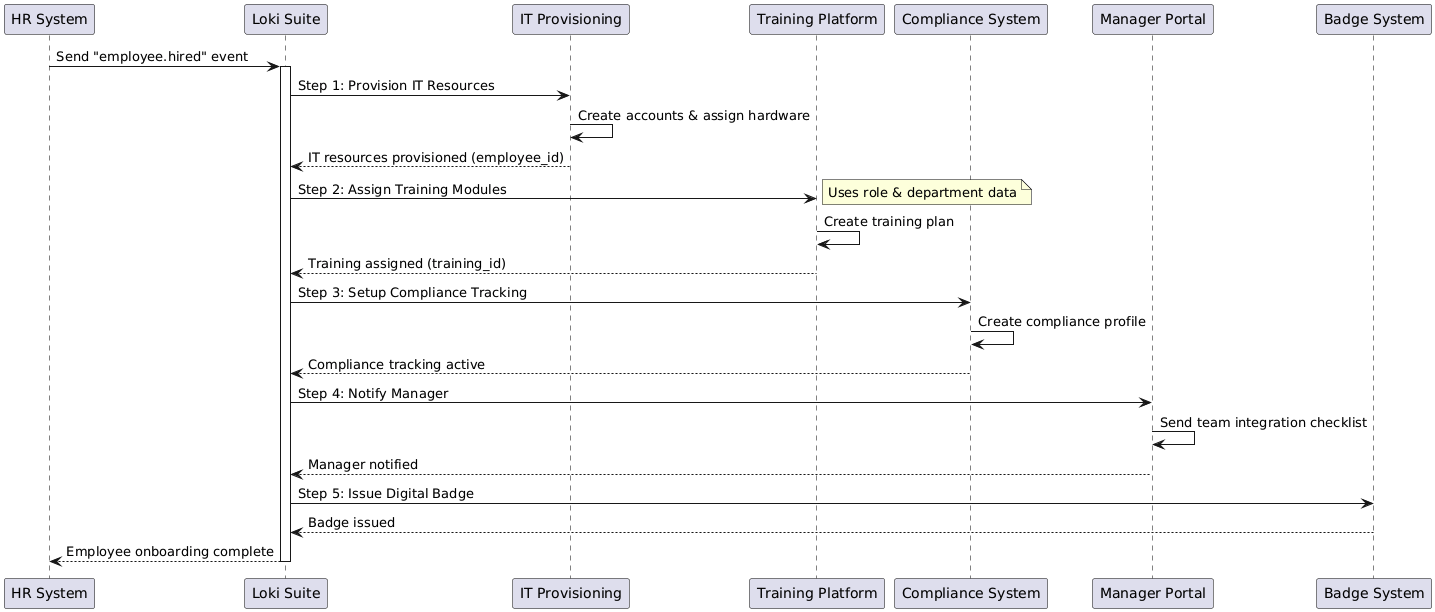 HR System
Loki Suite
IT Provisioning
Training Platform
Compliance System
Manager Portal
Badge System
Send "employee.hired" event
Step 1: Provision IT Resources
Create accounts & assign hardware
IT resources provisioned (employee_id)
Step 2: Assign Training Modules
Uses role & department data
Create training plan
Training assigned (training_id)
Step 3: Setup Compliance Tracking
Create compliance profile
Compliance tracking active
Step 4: Notify Manager
Send team integration checklist
Manager notified
Step 5: Issue Digital Badge
Badge issued
Employee onboarding complete
HR System
Loki Suite
IT Provisioning
Training Platform
Compliance System
Manager Portal
Badge System